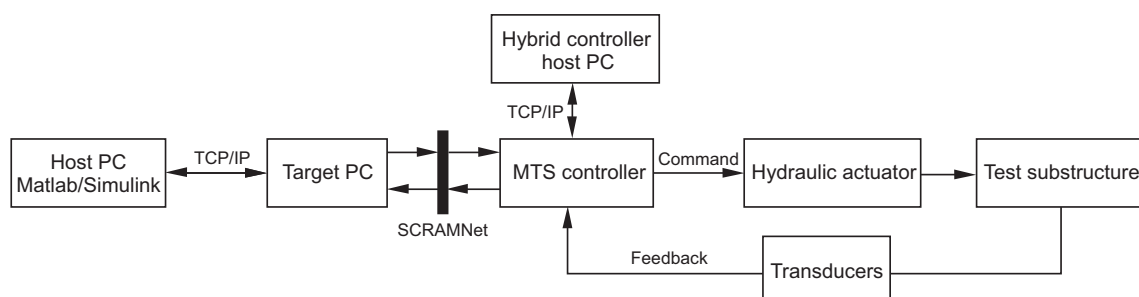 Hybrid controller
host PC
TCP/IP
Host PC
Matlab/Simulink
TCP/IP
Target PC
SCRAMNet
MTS controller
Command
Hydraulic actuator
Test substructure
Feedback
Transducers